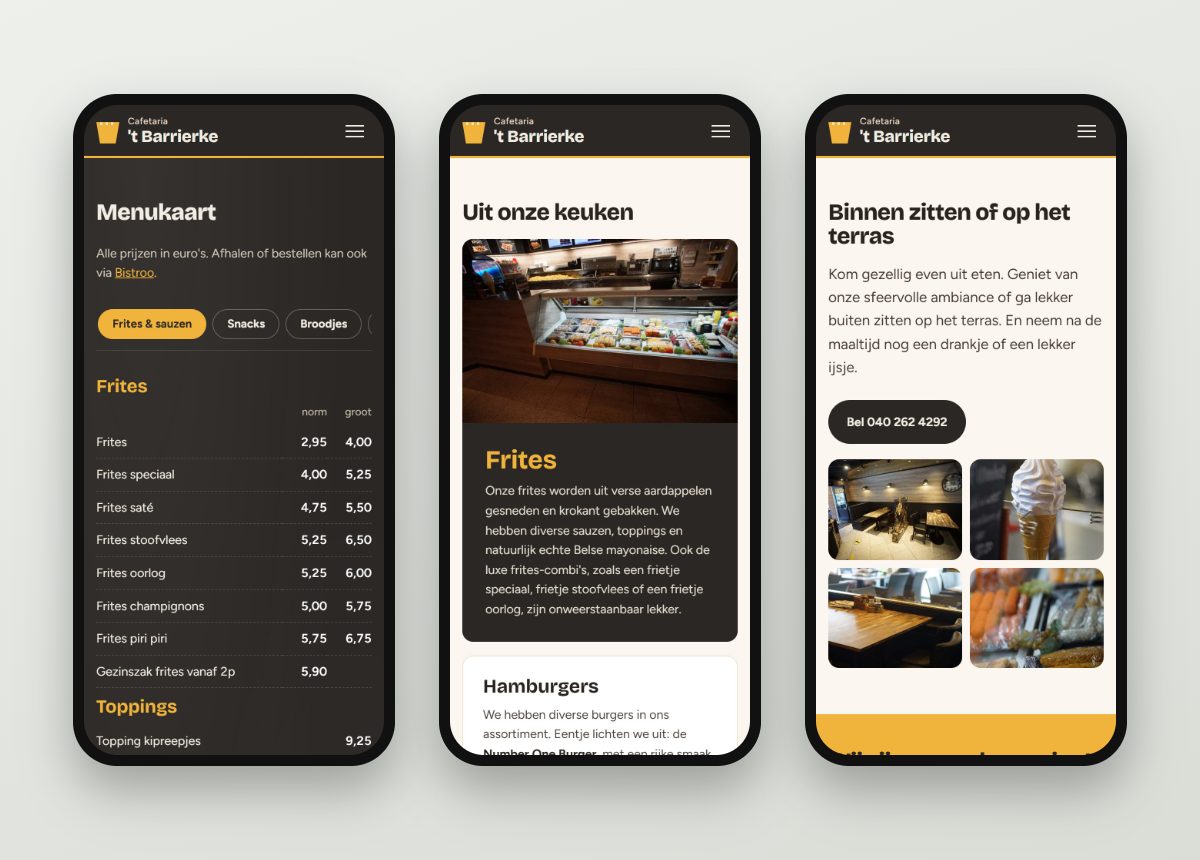 Cafetaria
't Barrierke
Menukaart
Alle prijzen in euro's. Afhalen of bestellen kan ook
via Bistroo.
Frites & sauzen
Snacks
Broodjes
Frites
norm groot
Frites 2,95 4,00
Frites speciaal 4,00 5,25
Frites saté 4,75 5,50
Frites stoofvlees 5,25 6,50
Frites oorlog 5,25 6,00
Frites champignons 5,00 5,75
Frites piri piri 5,75 6,75
Gezinszak frites vanaf 2p 5,90
Toppings
Topping kipreepjes 9,25
Cafetaria
't Barrierke
Uit onze keuken
Frites
Onze frites worden uit verse aardappelen
gesneden en krokant gebakken. We
hebben diverse sauzen, toppings en
natuurlijk echte Belse mayonaise. Ook de
luxe frites-combi's, zoals een frietje
speciaal, frietje stoofvlees of een frietje
oorlog, zijn onweerstaanbaar lekker.
Hamburgers
We hebben diverse burgers in ons
assortiment. Eentje lichten we uit: de
Number One Burger, met een rijke smaak
Cafetaria
't Barrierke
Binnen zitten of op het
terras
Kom gezellig even uit eten. Geniet van
onze sfeervolle ambiance of ga lekker
buiten zitten op het terras. En neem na de
maaltijd nog een drankje of een lekker
ijsje.
Bel 040 262 4292